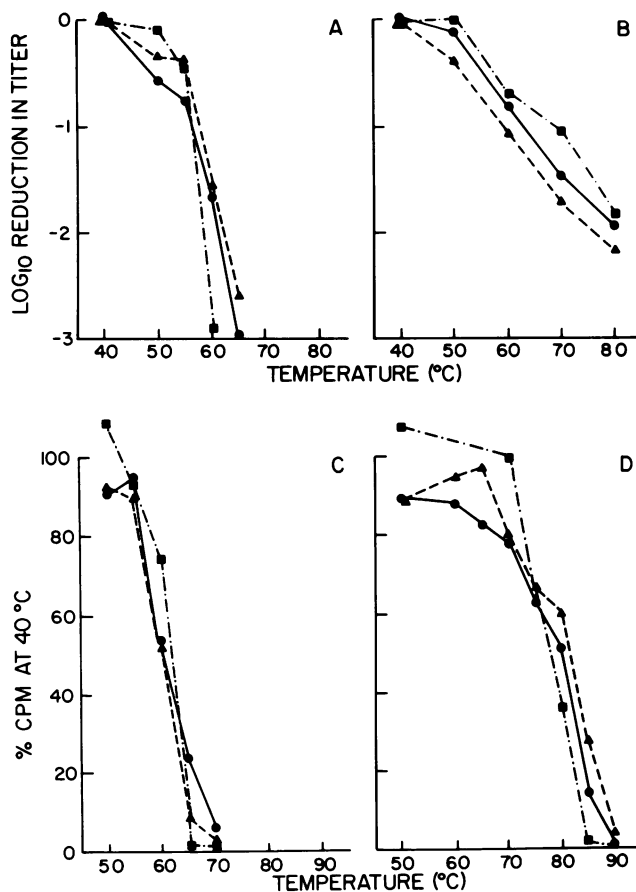 A
B
LOG10 REDUCTION IN TITER
0
-1
-2
-3
40 50 60 70 80
40 50 60 70 80
TEMPERATURE (°C)
C
D
% CPM AT 40 °C
100
80
60
40
20
0
50 60 70 80 90
50 60 70 80 90
TEMPERATURE (°C)